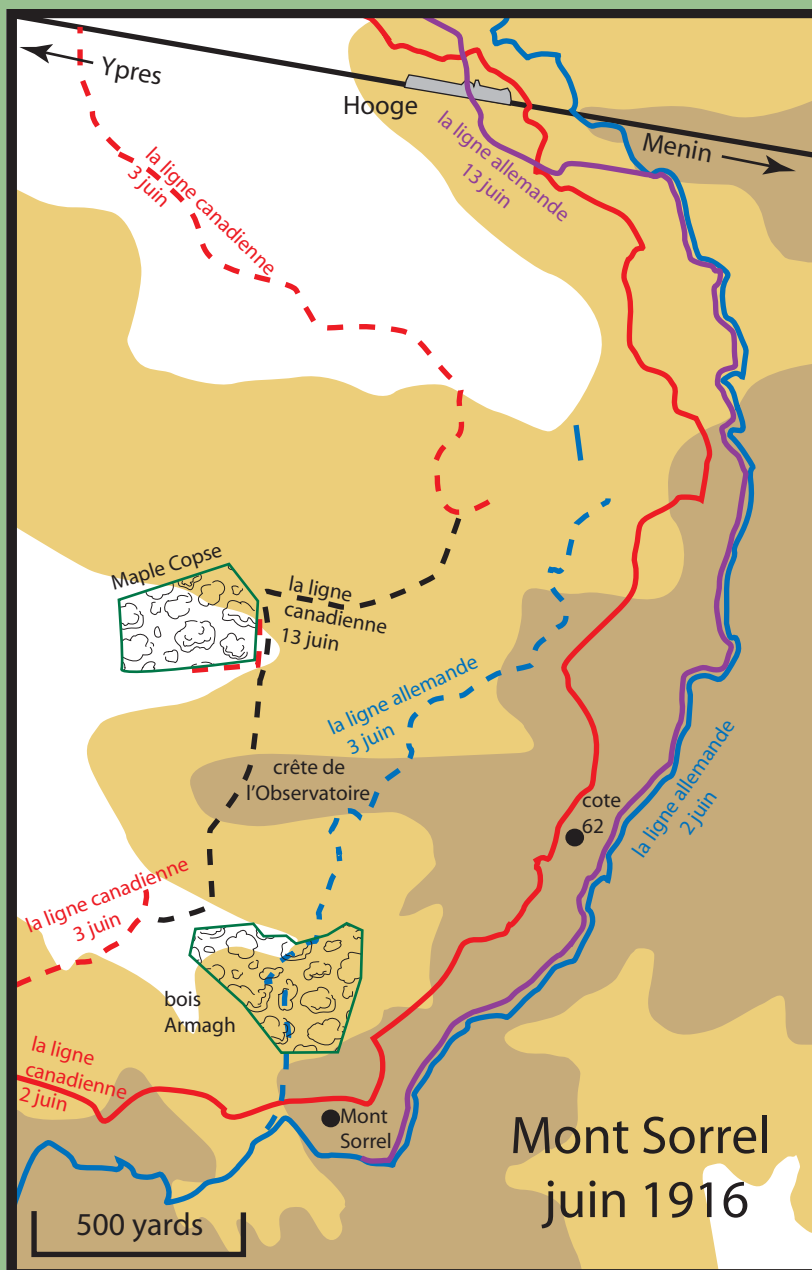 Ypres
Hooge
Menin
la ligne canadienne
3 juin
la ligne allemande
13 juin
Maple Copse
la ligne
canadienne
13 juin
la ligne allemande
3 juin
crête de
l'Observatoire
cote
62
la ligne allemande
2 juin
la ligne canadienne
3 juin
bois
Armagh
la ligne
canadienne
2 juin
Mont
Sorrel
Mont Sorrel
juin 1916
500 yards